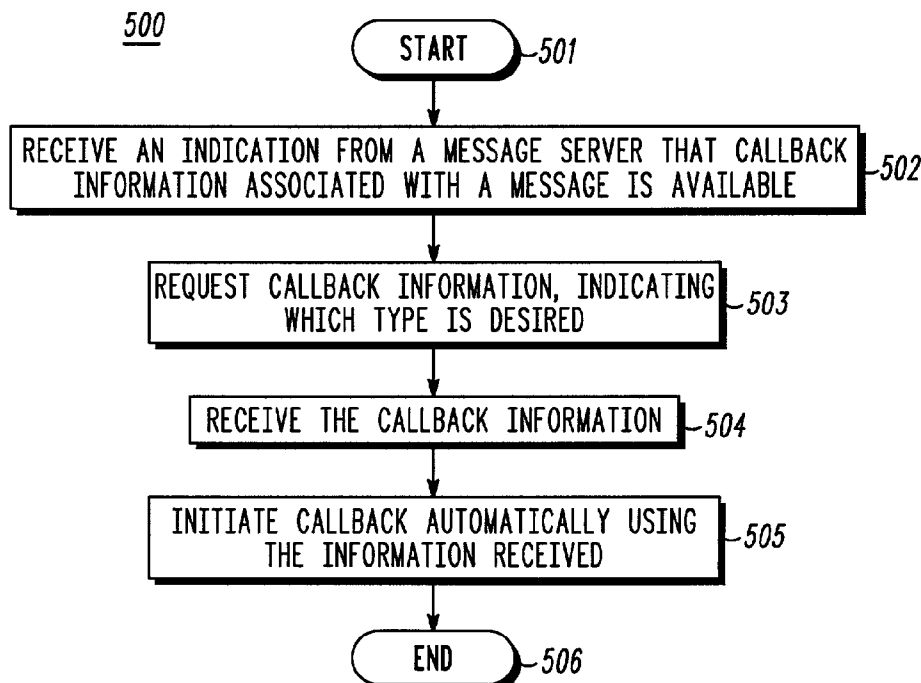 500
START
501
RECEIVE AN INDICATION FROM A MESSAGE SERVER THAT CALLBACK
INFORMATION ASSOCIATED WITH A MESSAGE IS AVAILABLE
502
REQUEST CALLBACK INFORMATION, INDICATING
WHICH TYPE IS DESIRED
503
RECEIVE THE CALLBACK INFORMATION
504
INITIATE CALLBACK AUTOMATICALLY USING
THE INFORMATION RECEIVED
505
END
506